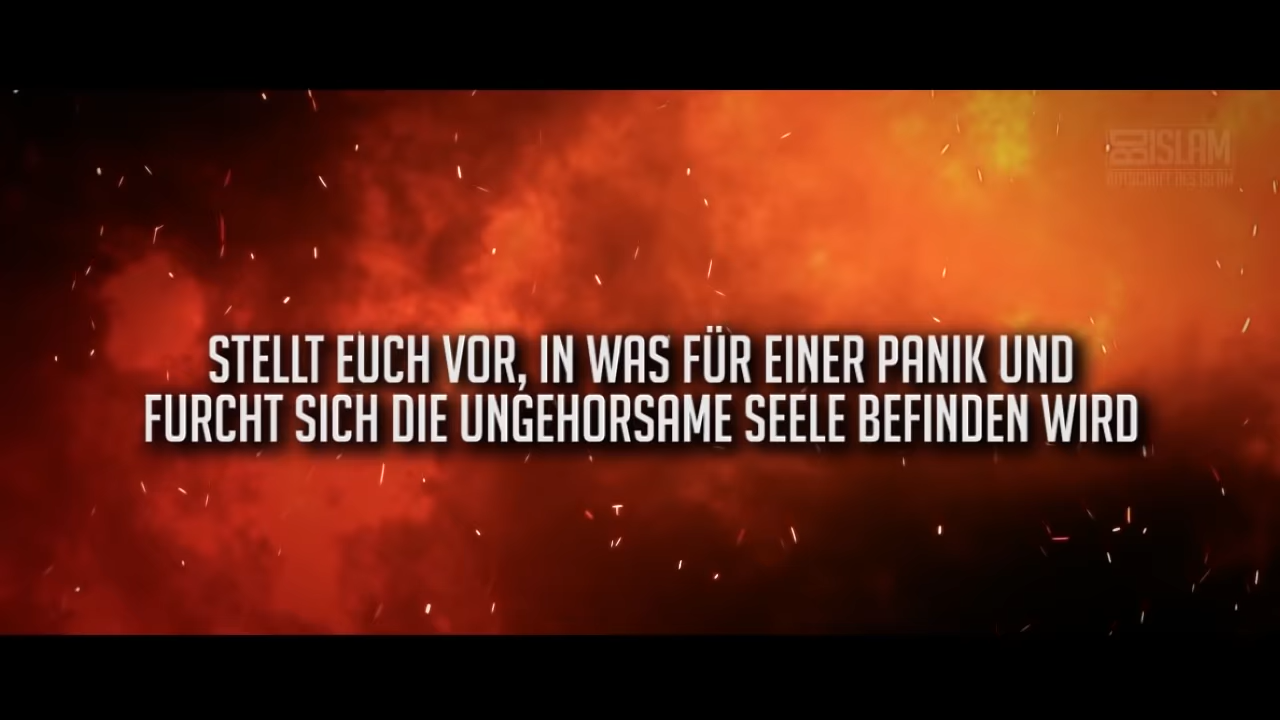 ISLAM
STELLT EUCH VOR, IN WAS FÜR EINER PANIK UND
FURCHT SICH DIE UNGEHORSAME SEELE BEFINDEN WIRD